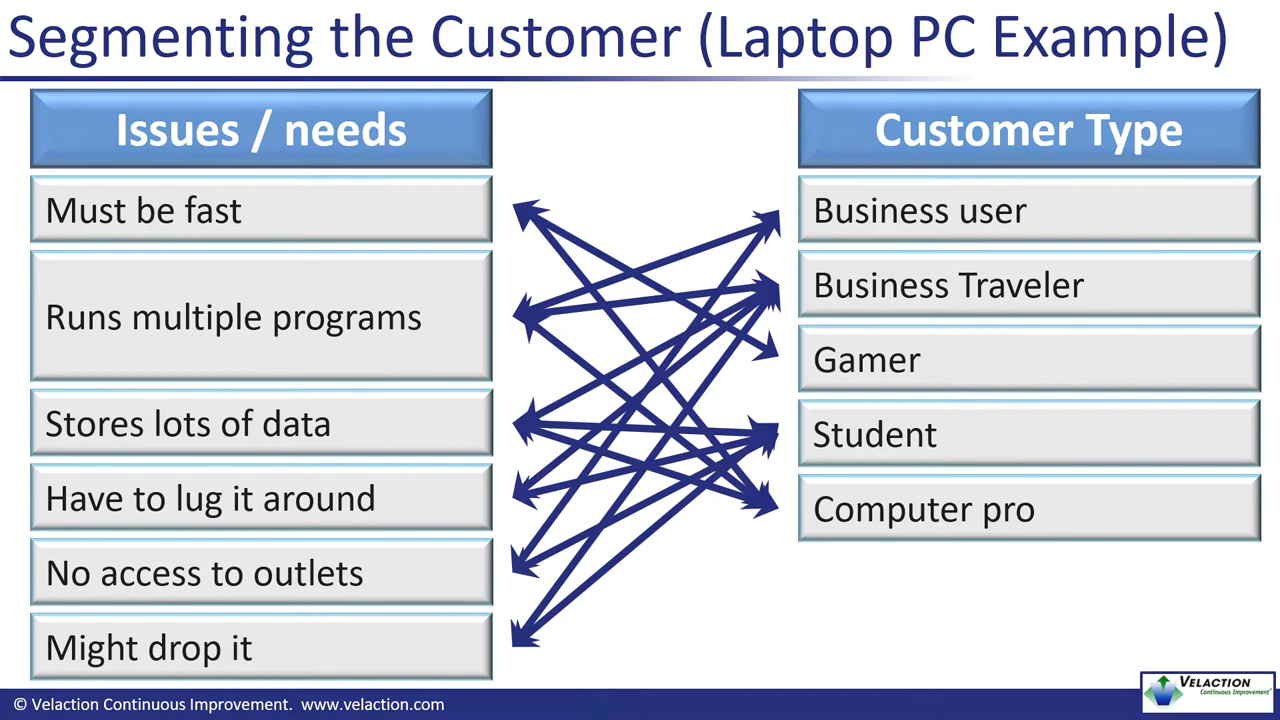 Segmenting the Customer (Laptop PC Example)
Issues / needs
Must be fast
Runs multiple programs
Stores lots of data
Have to lug it around
No access to outlets
Might drop it
Customer Type
Business user
Business Traveler
Gamer
Student
Computer pro
© Velaction Continuous Improvement. www.velaction.com
VELACTION
Continuous Improvement